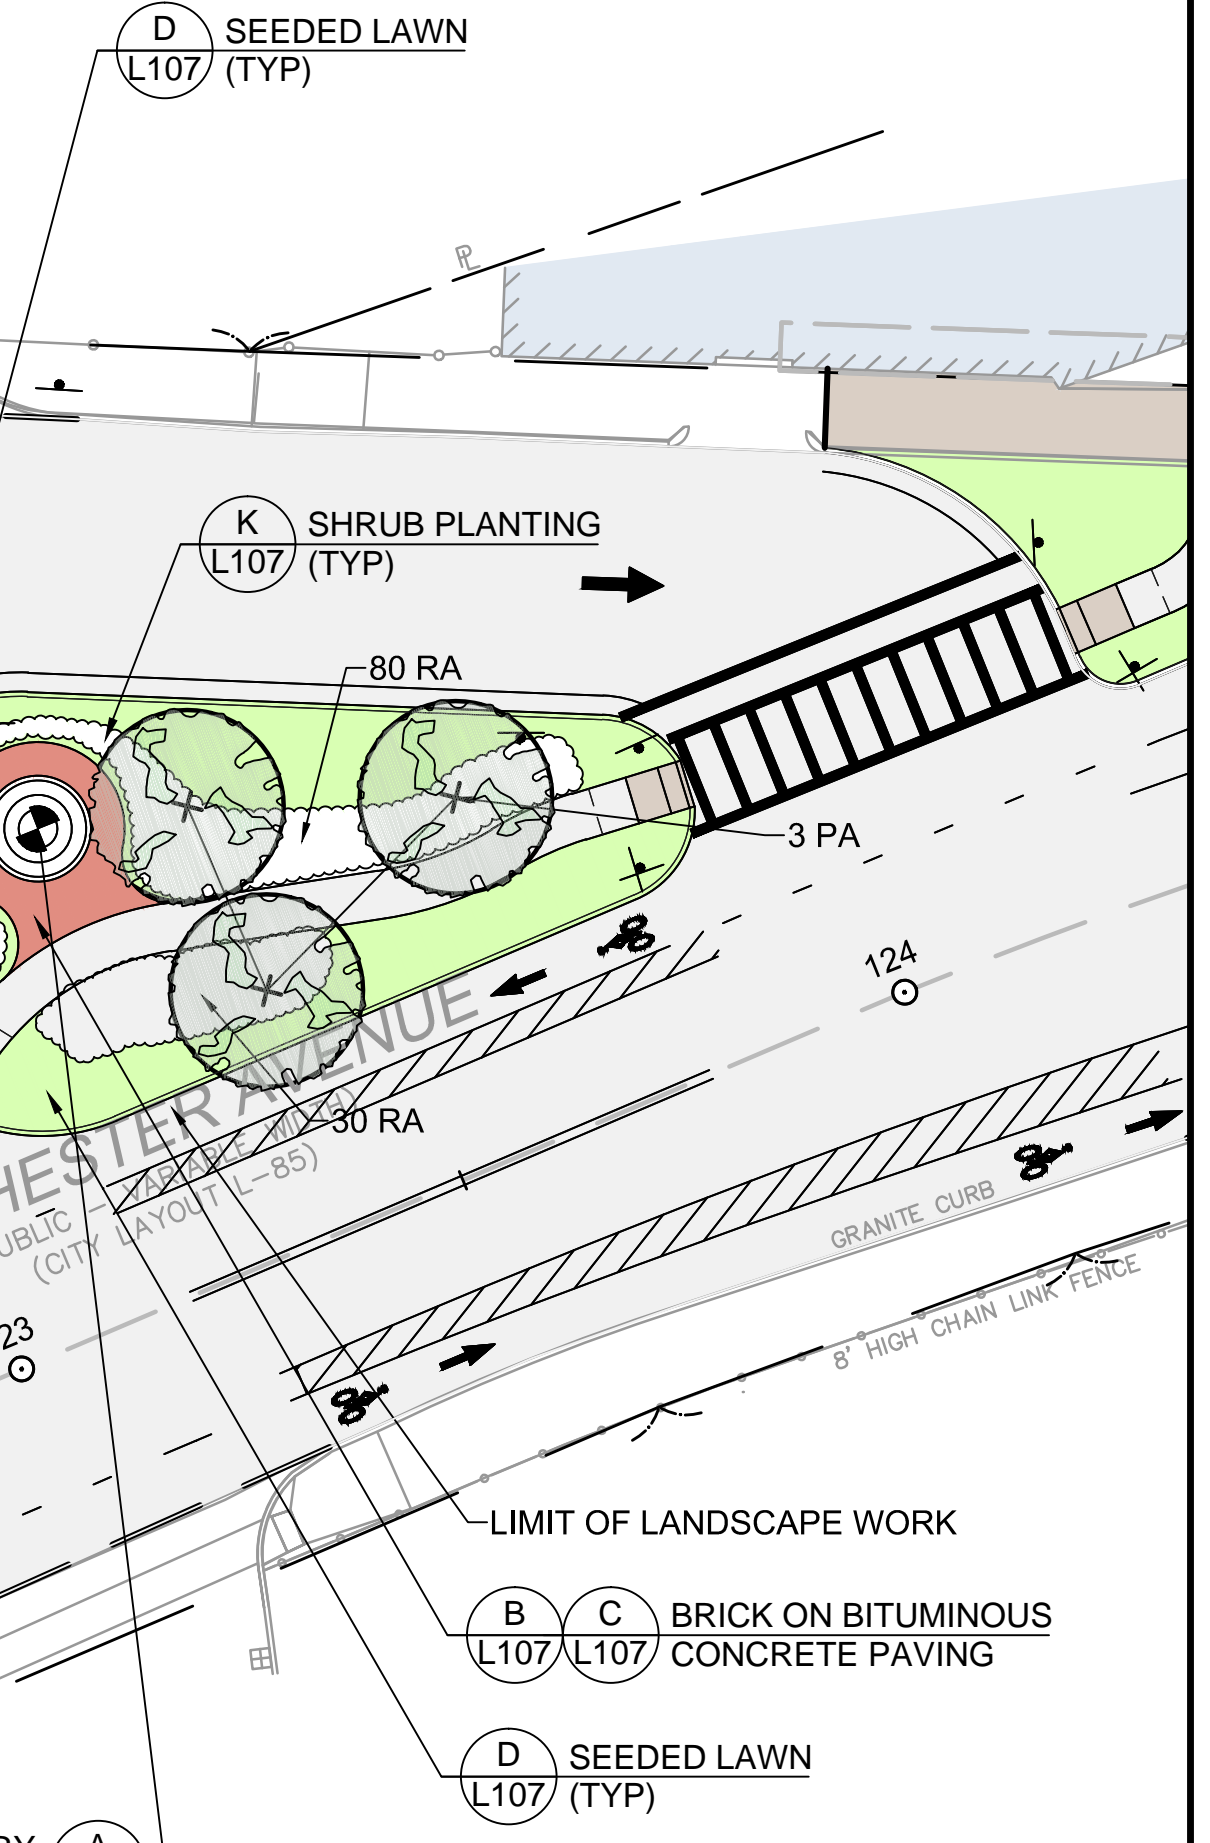 D
L107
SEEDED LAWN
(TYP)
PL
K
L107
SHRUB PLANTING
(TYP)
80 RA
3 PA
124
HESTER AVENUE
UBLIC - VARIABLE WIDTH)
(CITY LAYOUT L-85)
30 RA
GRANITE CURB
8' HIGH CHAIN LINK FENCE
23
LIMIT OF LANDSCAPE WORK
B
L107
C
L107
BRICK ON BITUMINOUS
CONCRETE PAVING
D
L107
SEEDED LAWN
(TYP)
RY
A